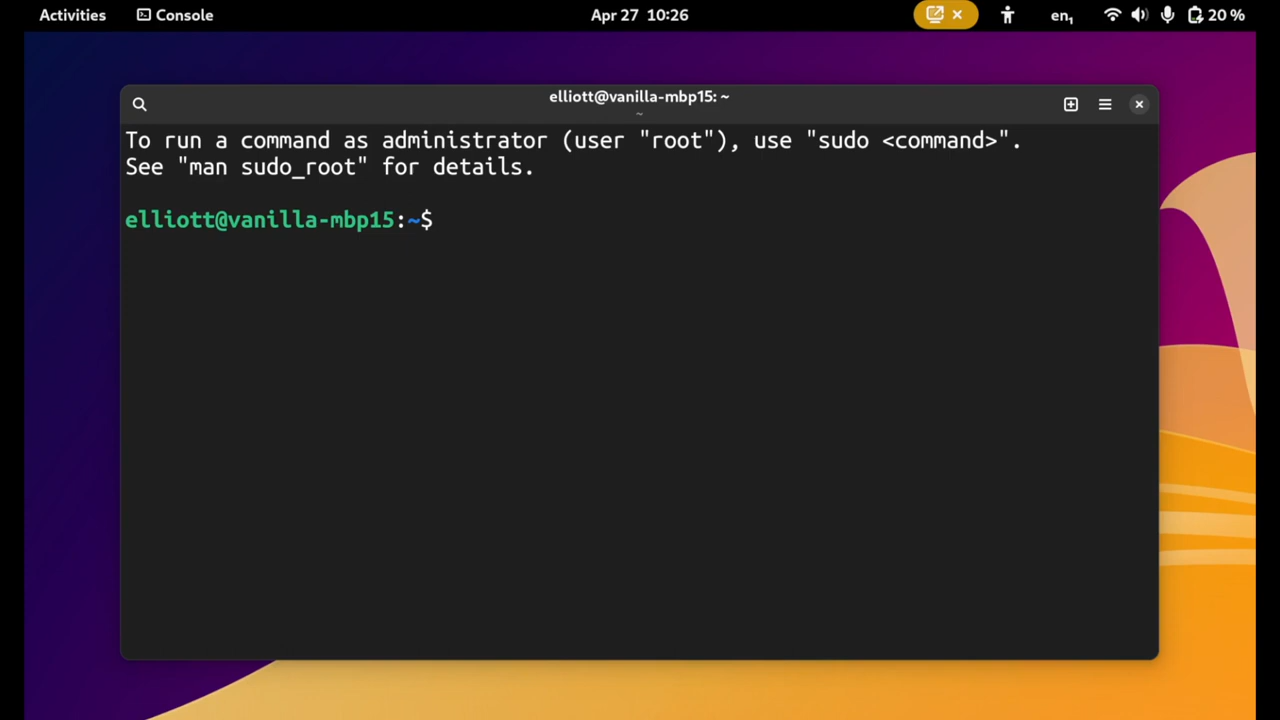 Activities Console Apr 27 10:26 en₁ 20 %
elliott@vanilla-mbp15: ~
~
To run a command as administrator (user "root"), use "sudo <command>".
See "man sudo_root" for details.
elliott@vanilla-mbp15:~$